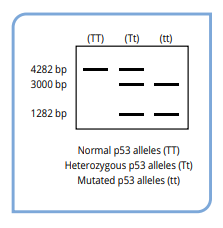 (TT) (Tt) (tt)
4282 bp
3000 bp
1282 bp
Normal p53 alleles (TT)
Heterozygous p53 alleles (Tt)
Mutated p53 alleles (tt)